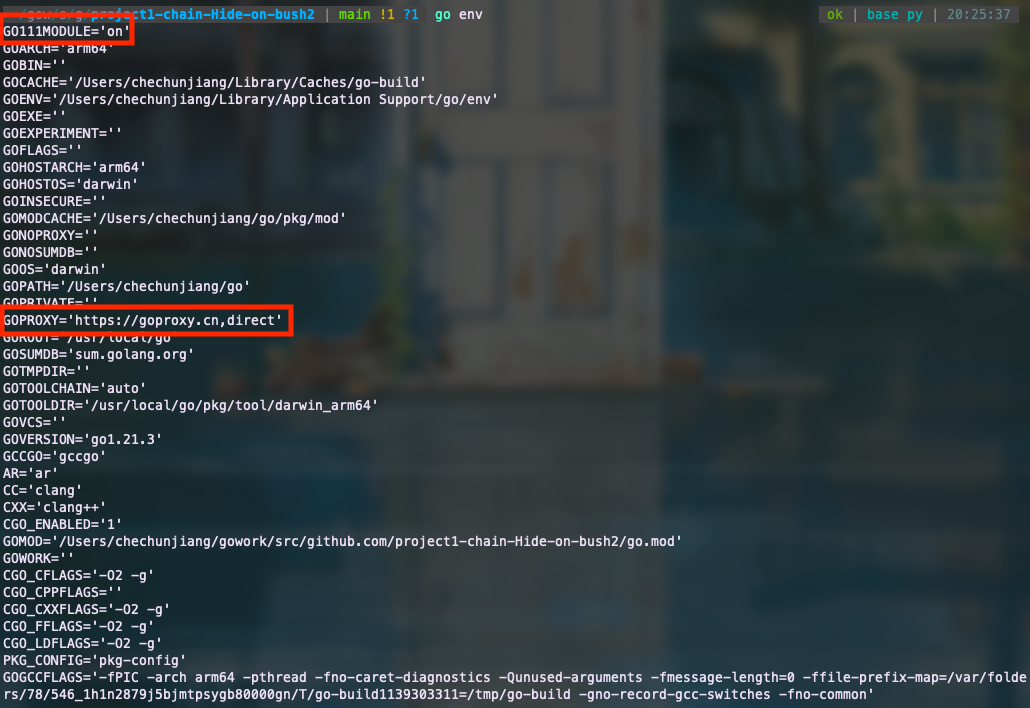 ~/gow/s/g/project1-chain-Hide-on-bush2 | main !1 ?1 go env ok | base py | 20:25:37
GO111MODULE='on'
GOARCH='arm64'
GOBIN=''
GOCACHE='/Users/chechunjiang/Library/Caches/go-build'
GOENV='/Users/chechunjiang/Library/Application Support/go/env'
GOEXE=''
GOEXPERIMENT=''
GOFLAGS=''
GOHOSTARCH='arm64'
GOHOSTOS='darwin'
GOINSECURE=''
GOMODCACHE='/Users/chechunjiang/go/pkg/mod'
GONOPROXY=''
GONOSUMDB=''
GOOS='darwin'
GOPATH='/Users/chechunjiang/go'
GOPRIVATE=''
GOPROXY='https://goproxy.cn,direct'
GOROOT='/usr/local/go'
GOSUMDB='sum.golang.org'
GOTMPDIR=''
GOTOOLCHAIN='auto'
GOTOOLDIR='/usr/local/go/pkg/tool/darwin_arm64'
GOVCS=''
GOVERSION='go1.21.3'
GCCGO='gccgo'
AR='ar'
CC='clang'
CXX='clang++'
CGO_ENABLED='1'
GOMOD='/Users/chechunjiang/gowork/src/github.com/project1-chain-Hide-on-bush2/go.mod'
GOWORK=''
CGO_CFLAGS='-O2 -g'
CGO_CPPFLAGS=''
CGO_CXXFLAGS='-O2 -g'
CGO_FFLAGS='-O2 -g'
CGO_LDFLAGS='-O2 -g'
PKG_CONFIG='pkg-config'
GOGCCFLAGS='-fPIC -arch arm64 -pthread -fno-caret-diagnostics -Qunused-arguments -fmessage-length=0 -ffile-prefix-map=/var/folde
rs/78/546_1h1n2879j5bjmtpsygb80000gn/T/go-build1139303311=/tmp/go-build -gno-record-gcc-switches -fno-common'